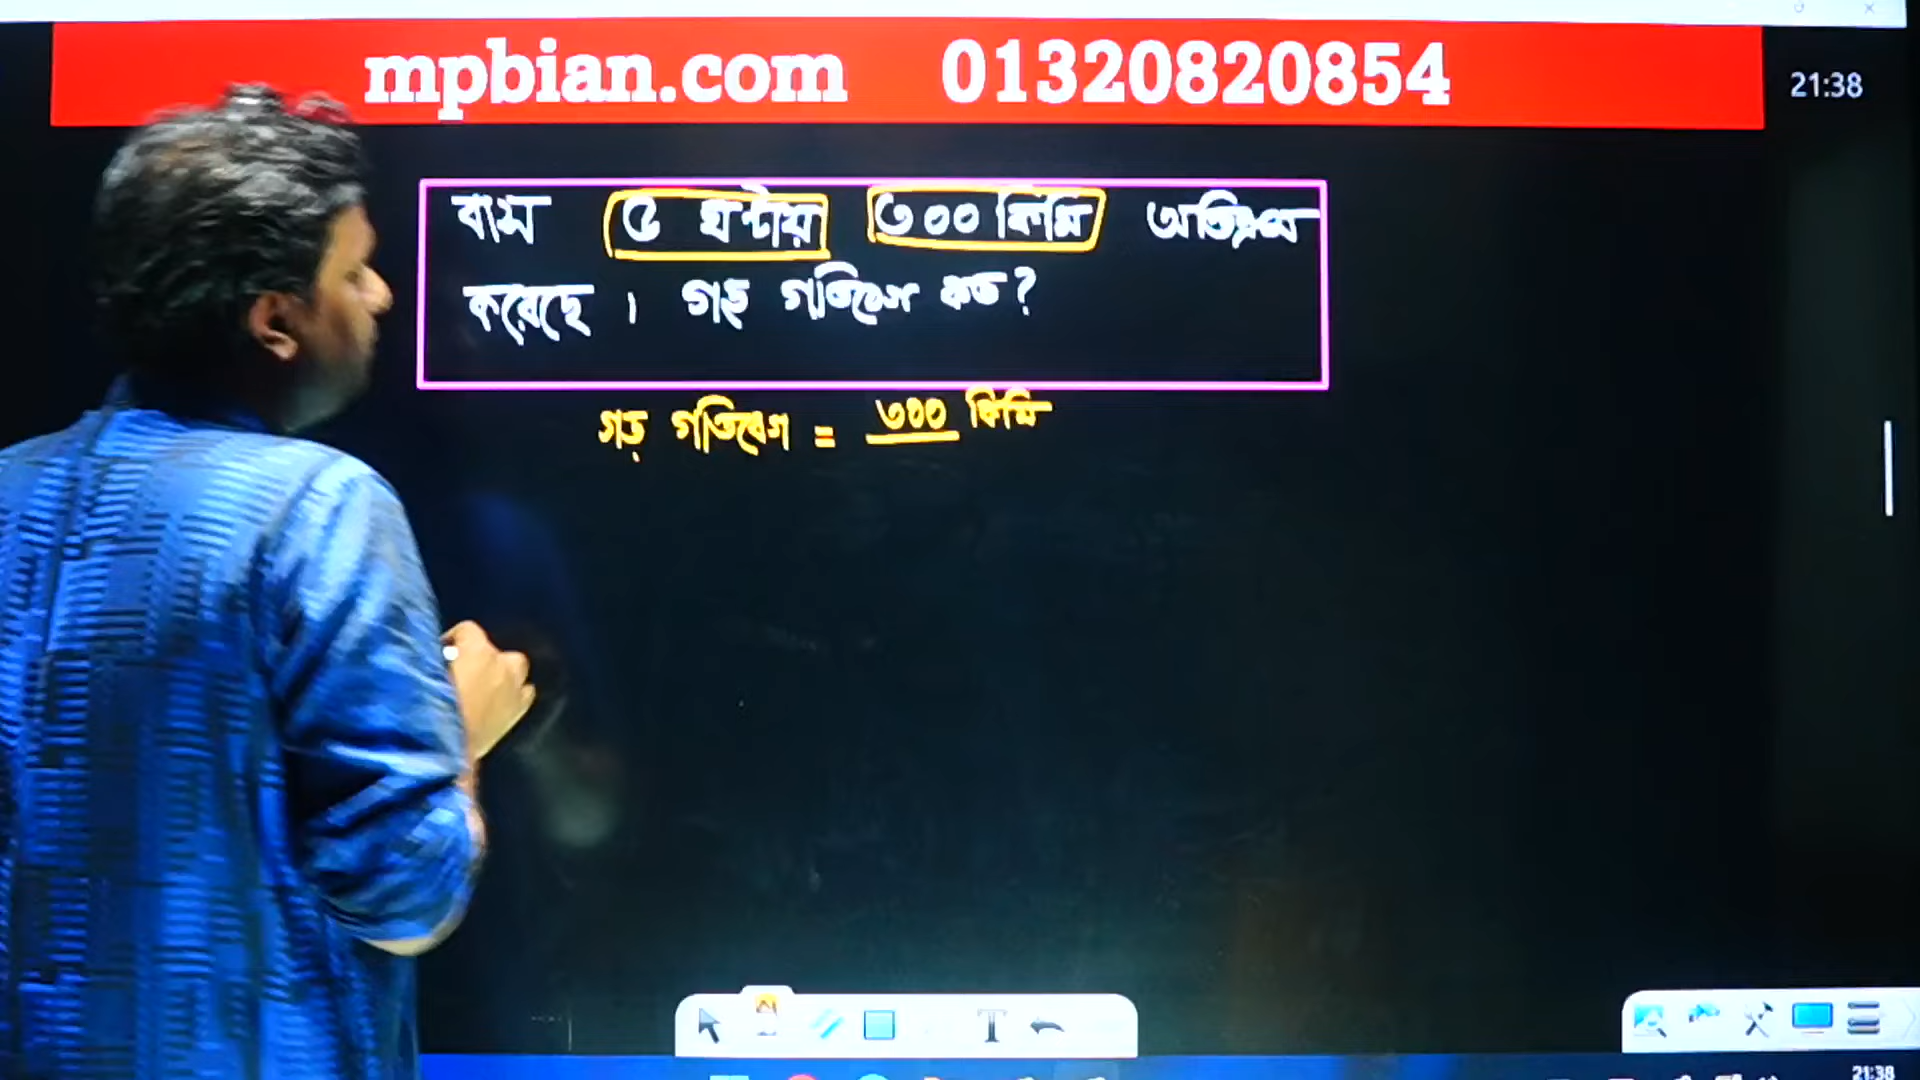 mpbian.com 01320820854
21:38
বাস ৫ ঘন্টায় ৩০০ কিমি অতিক্রম
করেছে । গড় গতিবেগ কত?
গড় গতিবেগ = ৩০০ কিমি
T
21:38